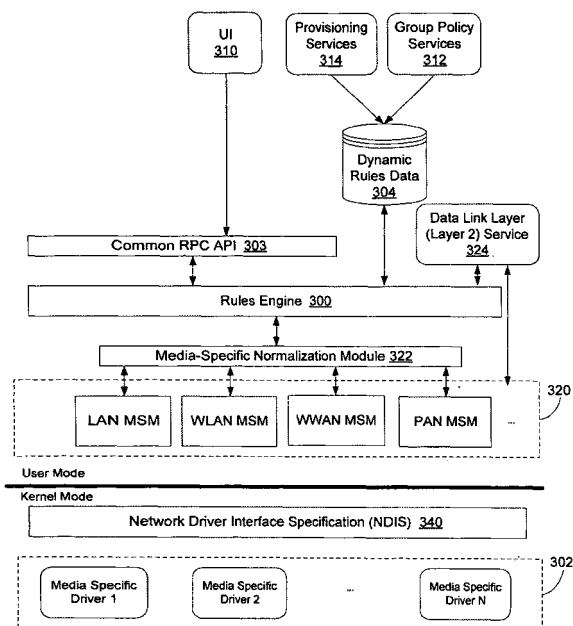 UI
310
Provisioning
Services
314
Group Policy
Services
312
Dynamic
Rules Data
304
Data Link Layer
(Layer 2) Service
324
Common RPC API 303
Rules Engine 300
Media-Specific Normalization Module 322
320
LAN MSM
WLAN MSM
WWAN MSM
PAN MSM
...
User Mode
Kernel Mode
Network Driver Interface Specification (NDIS) 340
302
Media Specific
Driver 1
Media Specific
Driver 2
...
Media Specific
Driver N